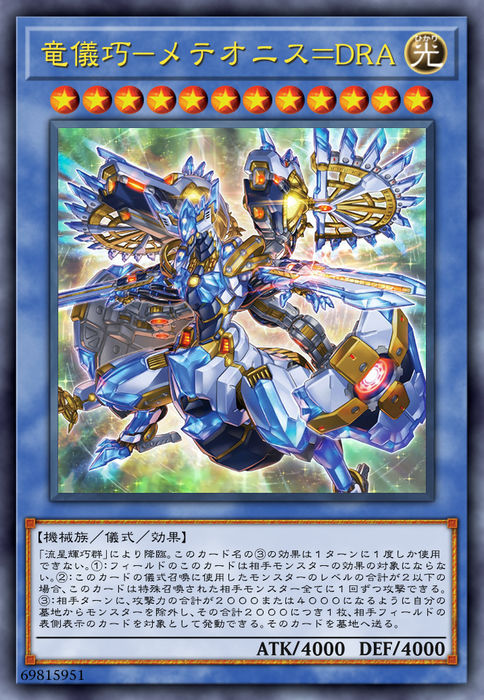 竜儀巧－メテオニス＝DRA
ひかり
光
【機械族／儀式／効果】
「流星輝巧群」により降臨。このカード名の③の効果は１ターンに１度しか使用
できない。①：フィールドのこのカードは相手モンスターの効果の対象にならな
い。②：このカードの儀式召喚に使用したモンスターのレベルの合計が２以下の
場合、このカードは特殊召喚された相手モンスター全てに１回ずつ攻撃できる。
③：相手ターンに、攻撃力の合計が２０００または４０００になるように自分の
墓地からモンスターを除外し、その合計２０００につき１枚、相手フィールドの
表側表示のカードを対象として発動できる。そのカードを墓地へ送る。
ATK/4000 DEF/4000
69815951